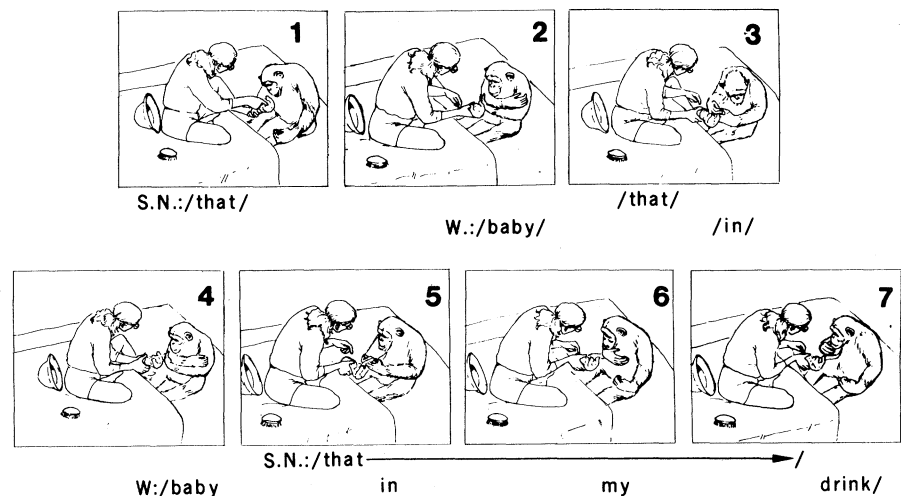 1 2 3
S.N.:/that/ /that/
W.:/baby/ /in/
4 5 6 7
S.N.:/that /
W:/baby in my drink/